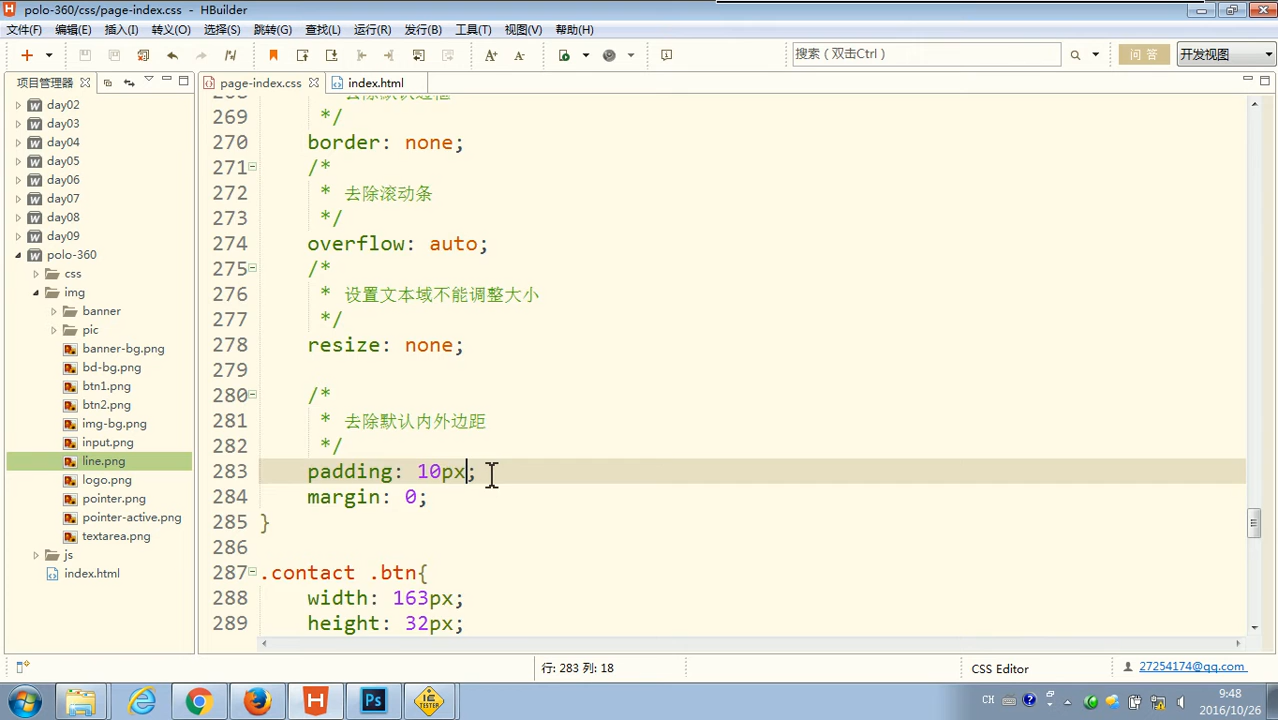 polo-360/css/page-index.css - HBuilder
文件(F) 编辑(E) 插入(I) 转义(O) 选择(S) 跳转(G) 查找(L) 运行(R) 发行(B) 工具(T) 视图(V) 帮助(H)
搜索（双击Ctrl） 问 答 开发视图
项目管理器
page-index.css
index.html
day02
day03
day04
day05
day06
day07
day08
day09
polo-360
css
img
banner
pic
banner-bg.png
bd-bg.png
btn1.png
btn2.png
img-bg.png
input.png
line.png
logo.png
pointer.png
pointer-active.png
textarea.png
js
index.html
269 */
270 border: none;
271 /*
272 * 去除滚动条
273 */
274 overflow: auto;
275 /*
276 * 设置文本域不能调整大小
277 */
278 resize: none;
279
280 /*
281 * 去除默认内外边距
282 */
283 padding: 10px;
284 margin: 0;
285 }
286
287 .contact .btn{
288 width: 163px;
289 height: 32px;
行: 283 列: 18
CSS Editor
27254174@qq.com
CH
9:48
2016/10/26